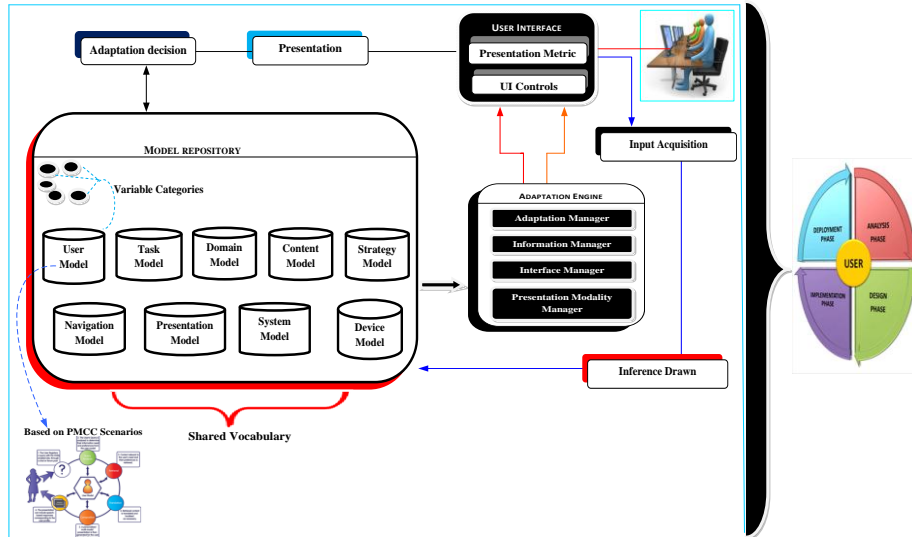 USER INTERFACE
Adaptation decision
Presentation
Presentation Metric
UI Controls
Input Acquisition
MODEL REPOSITORY
Variable Categories
ADAPTATION ENGINE
Adaptation Manager
Information Manager
Interface Manager
Presentation Modality
Manager
User
Model
Task
Model
Domain
Model
Content
Model
Strategy
Model
Navigation
Model
Presentation
Model
System
Model
Device
Model
Inference Drawn
Based on PMCC Scenarios
Shared Vocabulary
DEPLOYMENT
PHASE
ANALYSIS
PHASE
USER
IMPLEMENTATION
PHASE
DESIGN
PHASE
?